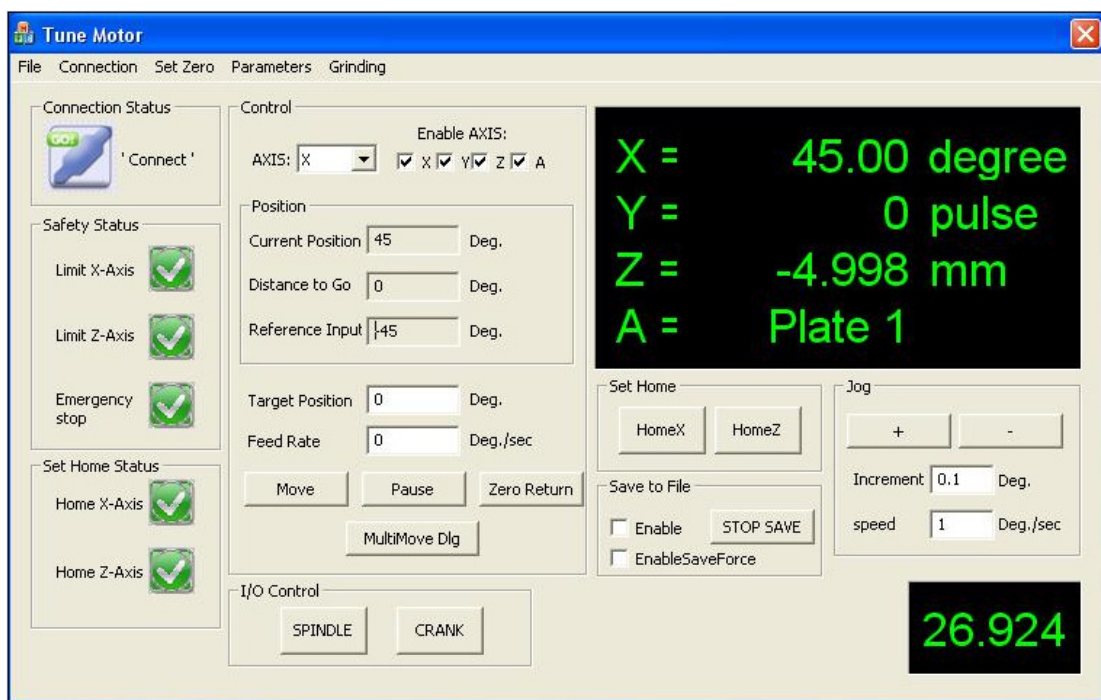 Tune Motor
File Connection Set Zero Parameters Grinding
Connection Status
GO!
' Connect '
Safety Status
Limit X-Axis
Limit Z-Axis
Emergency
stop
Set Home Status
Home X-Axis
Home Z-Axis
Control
Enable AXIS:
AXIS: X X Y Z A
Position
Current Position 45 Deg.
Distance to Go 0 Deg.
Reference Input -45 Deg.
Target Position 0 Deg.
Feed Rate 0 Deg./sec
Move Pause Zero Return
MultiMove Dlg
I/O Control
SPINDLE CRANK
X = 45.00 degree
Y = 0 pulse
Z = -4.998 mm
A = Plate 1
Set Home
HomeX HomeZ
Save to File
Enable STOP SAVE
EnableSaveForce
Jog
+ -
Increment 0.1 Deg.
speed 1 Deg./sec
26.924